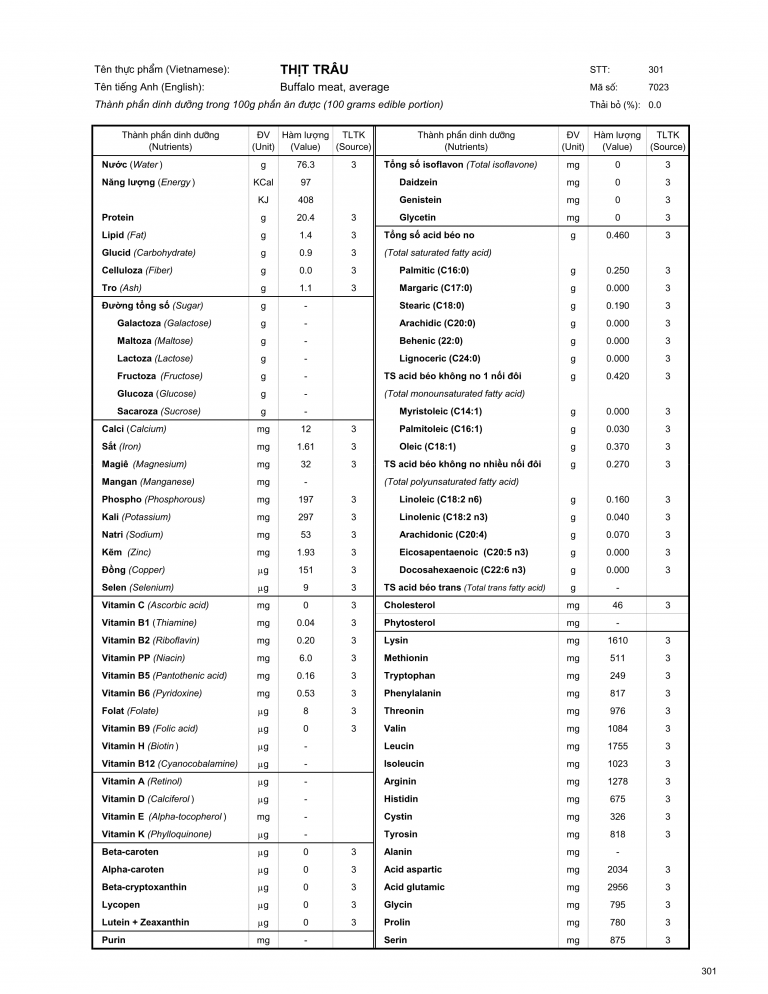 Tên thực phẩm (Vietnamese): THỊT TRÂU STT: 301
Tên tiếng Anh (English): Buffalo meat, average Mã số: 7023
Thành phần dinh dưỡng trong 100g phần ăn được (100 grams edible portion) Thải bỏ (%): 0.0
Thành phần dinh dưỡng ĐV Hàm lượng TLTK Thành phần dinh dưỡng ĐV Hàm lượng TLTK
(Nutrients) (Unit) (Value) (Source) (Nutrients) (Unit) (Value) (Source)
Nước (Water) g 76.3 3 Tổng số isoflavon (Total isoflavone) mg 0 3
Năng lượng (Energy) KCal 97 Daidzein mg 0 3
KJ 408 Genistein mg 0 3
Protein g 20.4 3 Glycetin mg 0 3
Lipid (Fat) g 1.4 3 Tổng số acid béo no g 0.460 3
Glucid (Carbohydrate) g 0.9 3 (Total saturated fatty acid)
Celluloza (Fiber) g 0.0 3 Palmitic (C16:0) g 0.250 3
Tro (Ash) g 1.1 3 Margaric (C17:0) g 0.000 3
Đường tổng số (Sugar) g - Stearic (C18:0) g 0.190 3
Galactoza (Galactose) g - Arachidic (C20:0) g 0.000 3
Maltoza (Maltose) g - Behenic (22:0) g 0.000 3
Lactoza (Lactose) g - Lignoceric (C24:0) g 0.000 3
Fructoza (Fructose) g - TS acid béo không no 1 nối đôi g 0.420 3
Glucoza (Glucose) g - (Total monounsaturated fatty acid)
Sacaroza (Sucrose) g - Myristoleic (C14:1) g 0.000 3
Calci (Calcium) mg 12 3 Palmitoleic (C16:1) g 0.030 3
Sắt (Iron) mg 1.61 3 Oleic (C18:1) g 0.370 3
Magiê (Magnesium) mg 32 3 TS acid béo không no nhiều nối đôi g 0.270 3
Mangan (Manganese) mg - (Total polyunsaturated fatty acid)
Phospho (Phosphorous) mg 197 3 Linoleic (C18:2 n6) g 0.160 3
Kali (Potassium) mg 297 3 Linolenic (C18:2 n3) g 0.040 3
Natri (Sodium) mg 53 3 Arachidonic (C20:4) g 0.070 3
Kẽm (Zinc) mg 1.93 3 Eicosapentaenoic (C20:5 n3) g 0.000 3
Đồng (Copper) μg 151 3 Docosahexaenoic (C22:6 n3) g 0.000 3
Selen (Selenium) μg 9 3 TS acid béo trans (Total trans fatty acid) g -
Vitamin C (Ascorbic acid) mg 0 3 Cholesterol mg 46 3
Vitamin B1 (Thiamine) mg 0.04 3 Phytosterol mg -
Vitamin B2 (Riboflavin) mg 0.20 3 Lysin mg 1610 3
Vitamin PP (Niacin) mg 6.0 3 Methionin mg 511 3
Vitamin B5 (Pantothenic acid) mg 0.16 3 Tryptophan mg 249 3
Vitamin B6 (Pyridoxine) mg 0.53 3 Phenylalanin mg 817 3
Folat (Folate) μg 8 3 Threonin mg 976 3
Vitamin B9 (Folic acid) μg 0 3 Valin mg 1084 3
Vitamin H (Biotin) μg - Leucin mg 1755 3
Vitamin B12 (Cyanocobalamine) μg - Isoleucin mg 1023 3
Vitamin A (Retinol) μg - Arginin mg 1278 3
Vitamin D (Calciferol) μg - Histidin mg 675 3
Vitamin E (Alpha-tocopherol) mg - Cystin mg 326 3
Vitamin K (Phylloquinone) μg - Tyrosin mg 818 3
Beta-caroten μg 0 3 Alanin mg -
Alpha-caroten μg 0 3 Acid aspartic mg 2034 3
Beta-cryptoxanthin μg 0 3 Acid glutamic mg 2956 3
Lycopen μg 0 3 Glycin mg 795 3
Lutein + Zeaxanthin μg 0 3 Prolin mg 780 3
Purin mg - Serin mg 875 3
301